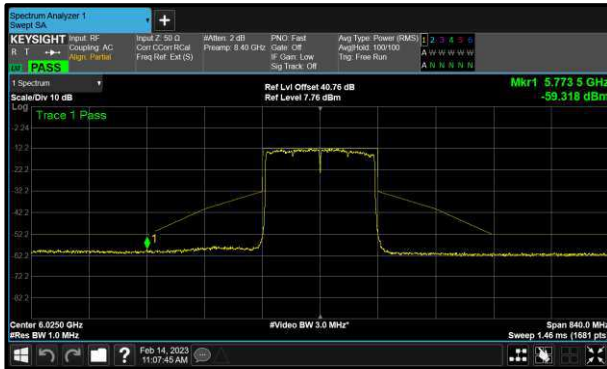 Spectrum Analyzer 1
Swept SA
+
KEYSIGHT Input: RF Input Z: 50 Ω #Atten: 2 dB PNO: Fast Avg Type: Power (RMS) 1 2 3 4 5 6
R T Coupling: AC Corr CCorr RCal Preamp: 8.40 GHz Gate: Off Avg|Hold: 100/100 A W W W W W
Align: Partial Freq Ref: Ext (S) IF Gain: Low Trig: Free Run
PASS Sig Track: Off A N N N N N
1 Spectrum Ref Lvl Offset 40.76 dB Mkr1 5.773 5 GHz
Scale/Div 10 dB Ref Level 7.76 dBm -59.318 dBm
Log
Trace 1 Pass
-2.24
-12.2
-22.2
-32.2
-42.2
-52.2
1
-62.2
-72.2
-82.2
Center 6.0250 GHz #Video BW 3.0 MHz* Span 840.0 MHz
#Res BW 1.0 MHz Sweep 1.46 ms (1681 pts)
? Feb 14, 2023
11:07:45 AM